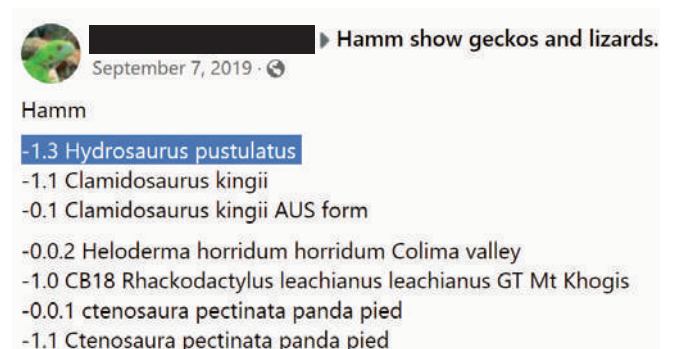 Hamm show geckos and lizards.
September 7, 2019 ·
Hamm
-1.3 Hydrosaurus pustulatus
-1.1 Clamidosaurus kingii
-0.1 Clamidosaurus kingii AUS form
-0.0.2 Heloderma horridum horridum Colima valley
-1.0 CB18 Rhackodactylus leachianus leachianus GT Mt Khogis
-0.0.1 ctenosaura pectinata panda pied
-1.1 Ctenosaura pectinata panda pied